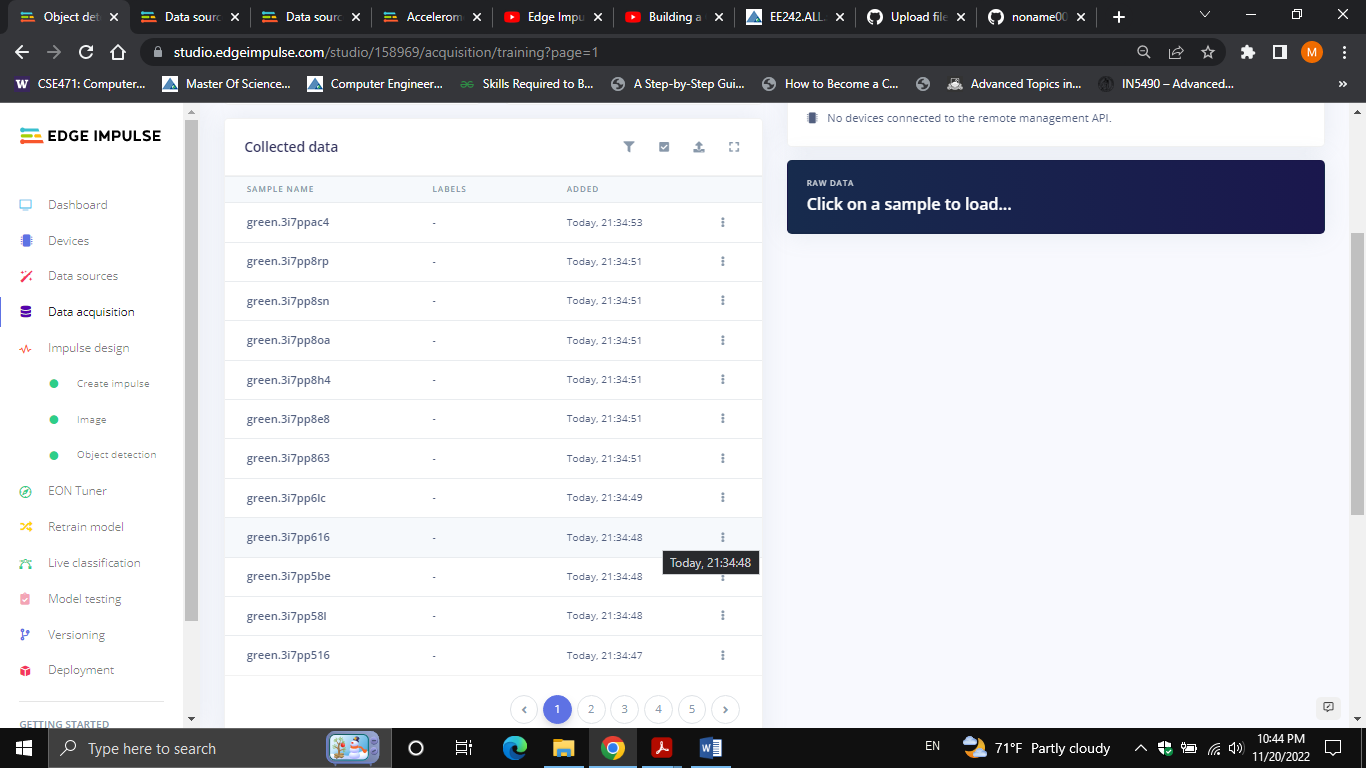 Object det
Data sourc
Data sourc
Accelerom
Edge Impu
Building a
EE242.ALL.
Upload file
noname00
studio.edgeimpulse.com/studio/158969/acquisition/training?page=1
M
W CSE471: Computer...
Master Of Science...
Computer Engineer...
Skills Required to B...
A Step-by-Step Gui...
How to Become a C...
Advanced Topics in...
IN5490 – Advanced...
»
EDGE IMPULSE
Dashboard
Devices
Data sources
Data acquisition
Impulse design
Create impulse
Image
Object detection
EON Tuner
Retrain model
Live classification
Model testing
Versioning
Deployment
GETTING STARTED
Collected data
SAMPLE NAME LABELS ADDED
green.3i7ppac4 - Today, 21:34:53
green.3i7pp8rp - Today, 21:34:51
green.3i7pp8sn - Today, 21:34:51
green.3i7pp8oa - Today, 21:34:51
green.3i7pp8h4 - Today, 21:34:51
green.3i7pp8e8 - Today, 21:34:51
green.3i7pp863 - Today, 21:34:51
green.3i7pp6lc - Today, 21:34:49
green.3i7pp616 - Today, 21:34:48
Today, 21:34:48
green.3i7pp5be - Today, 21:34:48
green.3i7pp58l - Today, 21:34:48
green.3i7pp516 - Today, 21:34:47
‹ 1 2 3 4 5 ›
No devices connected to the remote management API.
RAW DATA
Click on a sample to load...
Type here to search
EN
71°F Partly cloudy
10:44 PM
11/20/2022